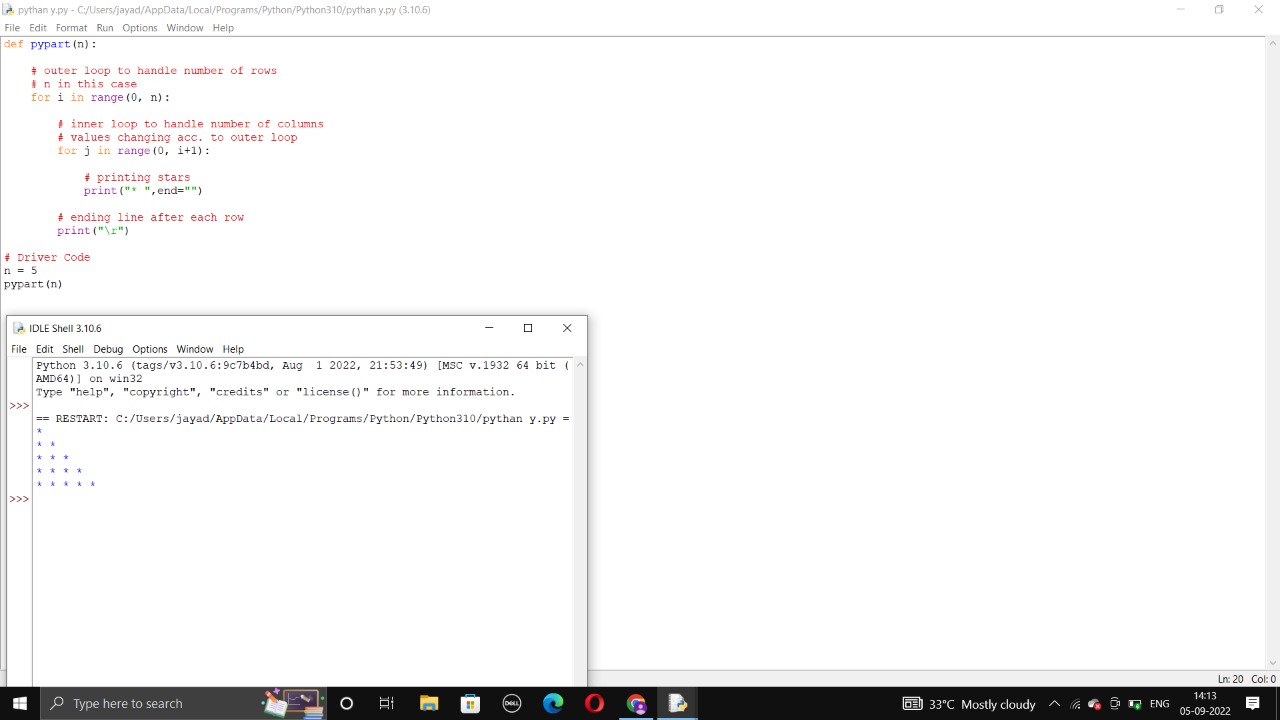 pythan y.py - C:/Users/jayad/AppData/Local/Programs/Python/Python310/pythan y.py (3.10.6)
File Edit Format Run Options Window Help
def pypart(n):
    # outer loop to handle number of rows
    # n in this case
    for i in range(0, n):
        # inner loop to handle number of columns
        # values changing acc. to outer loop
        for j in range(0, i+1):
            # printing stars
            print("* ",end="")
        # ending line after each row
        print("\r")
# Driver Code
n = 5
pypart(n)
IDLE Shell 3.10.6
File Edit Shell Debug Options Window Help
Python 3.10.6 (tags/v3.10.6:9c7b4bd, Aug  1 2022, 21:53:49) [MSC v.1932 64 bit (
AMD64)] on win32
Type "help", "copyright", "credits" or "license()" for more information.
>>>
== RESTART: C:/Users/jayad/AppData/Local/Programs/Python/Python310/pythan y.py =
*
* *
* * *
* * * *
* * * * *
>>>
Ln: 20 Col: 0
Type here to search
DELL
33°C Mostly cloudy
ENG
14:13
05-09-2022